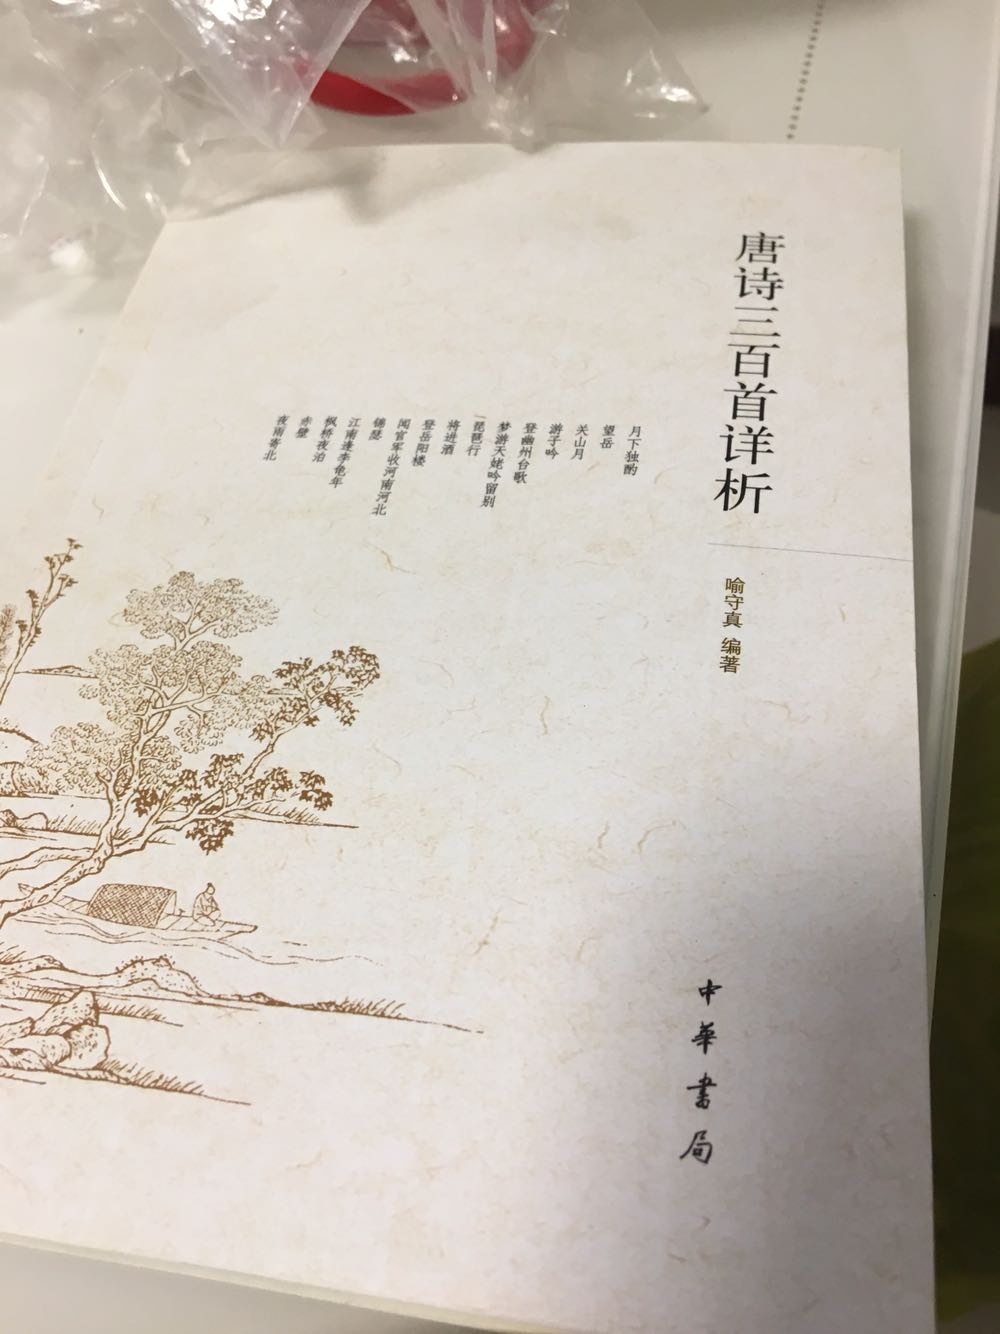 唐诗三百首详析
喻守真 编著
月下独酌
望岳
关山月
游子吟
登幽州台歌
梦游天姥吟留别
琵琶行
将进酒
登岳阳楼
闻官军收河南河北
锦瑟
江南逢李龟年
枫桥夜泊
赤壁
夜雨寄北
中華書局